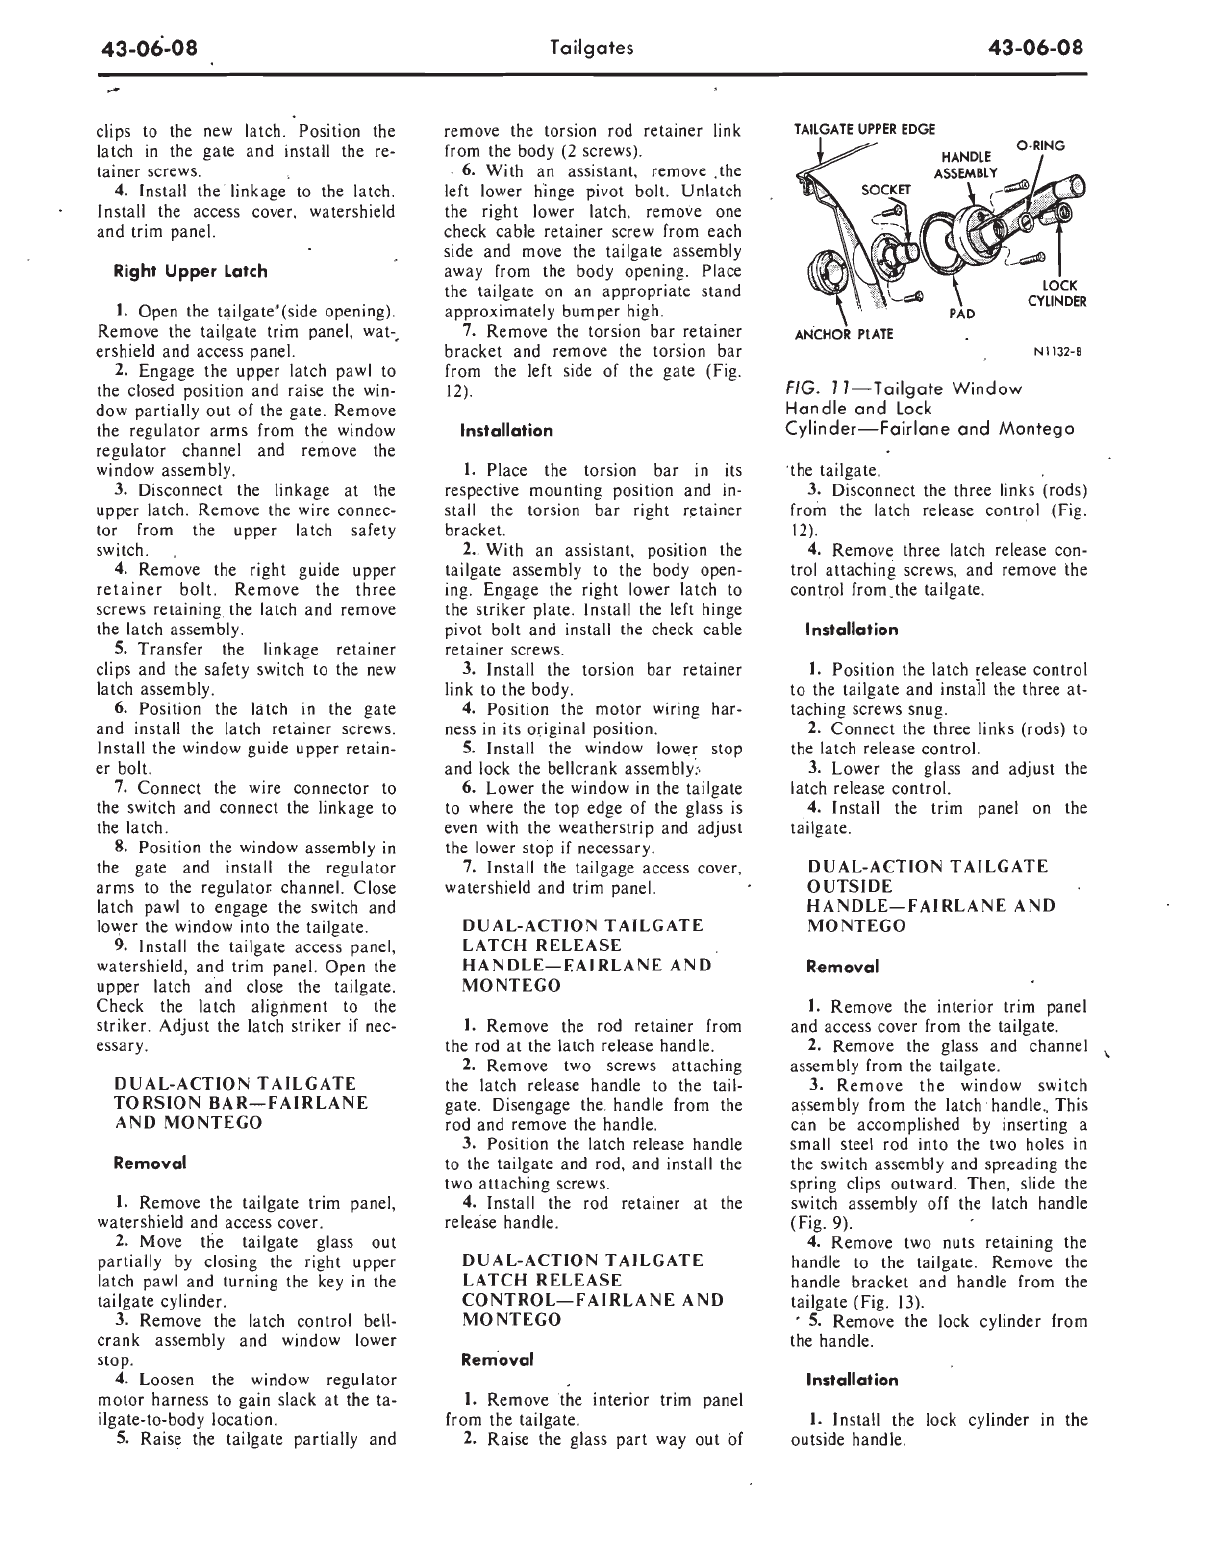 43-06-08
Tailgates
43-06-08
clips to the new latch. Position the
latch in the gate and install the re-
tainer screws.
4. Install the linkage to the latch.
Install the access cover, watershield
and trim panel.
Right Upper Latch
1. Open the tailgate (side opening).
Remove the tailgate trim panel, wat-
ershield and access panel.
2. Engage the upper latch pawl to
the closed position and raise the win-
dow partially out of the gate. Remove
the regulator arms from the window
regulator channel and remove the
window assembly.
3. Disconnect the linkage at the
upper latch. Remove the wire connec-
tor from the upper latch safety
switch.
4. Remove the right guide upper
retainer bolt. Remove the three
screws retaining the latch and remove
the latch assembly.
5. Transfer the linkage retainer
clips and the safety switch to the new
latch assembly.
6. Position the latch in the gate
and install the latch retainer screws.
Install the window guide upper retain-
er bolt.
7. Connect the wire connector to
the switch and connect the linkage to
the latch.
8. Position the window assembly in
the gate and install the regulator
arms to the regulator channel. Close
latch pawl to engage the switch and
lower the window into the tailgate.
9. Install the tailgate access panel,
watershield, and trim panel. Open the
upper latch and close the tailgate.
Check the latch alignment to the
striker. Adjust the latch striker if nec-
essary.
DUAL-ACTION TAILGATE
TORSION BAR—FAIRLANE
AND MONTEGO
Removal
1. Remove the tailgate trim panel,
watershield and access cover.
2. Move the tailgate glass out
partially by closing the right upper
latch pawl and turning the key in the
tailgate cylinder.
3. Remove the latch control bell-
crank assembly and window lower
stop.
4. Loosen the window regulator
motor harness to gain slack at the ta-
ilgate-to-body location.
5. Raise the tailgate partially and
remove the torsion rod retainer link
from the body (2 screws).
6. With an assistant, remove the
left lower hinge pivot bolt. Unlatch
the right lower latch, remove one
check cable retainer screw from each
side and move the tailgate assembly
away from the body opening. Place
the tailgate on an appropriate stand
approximately bumper high.
7. Remove the torsion bar retainer
bracket and remove the torsion bar
from the left side of the gate (Fig.
12).
Installation
1. Place the torsion bar in its
respective mounting position and in-
stall the torsion bar right retainer
bracket.
2. With an assistant, position the
tailgate assembly to the body open-
ing. Engage the right lower latch to
the striker plate. Install the left hinge
pivot bolt and install the check cable
retainer screws.
3. Install the torsion bar retainer
link to the body.
4. Position the motor wiring har-
ness in its original position.
5. Install the window lower stop
and lock the bellcrank assembly.
6. Lower the window in the tailgate
to where the top edge of the glass is
even with the weatherstrip and adjust
the lower stop if necessary.
7. Install the tailgage access cover,
watershield and trim panel.
DUAL-ACTION TAILGATE
LATCH RELEASE
HANDLE—FAIRLANE AND
MONTEGO
1. Remove the rod retainer from
the rod at the latch release handle.
2. Remove two screws attaching
the latch release handle to the tail-
gate. Disengage the handle from the
rod and remove the handle.
3. Position the latch release handle
to the tailgate and rod, and install the
two attaching screws.
4. Install the rod retainer at the
release handle.
DUAL-ACTION TAILGATE
LATCH RELEASE
CONTROL—FAIRLANE AND
MONTEGO
Removal
1. Remove the interior trim panel
from the tailgate.
2. Raise the glass part way out of
TAILGATE UPPER EDGE
O-RING
HANDLE
ASSEMBLY
SOCKET
LOCK
CYLINDER
PAD
ANCHOR PLATE
N1132-B
FIG. 11—Tailgate Window
Handle and Lock
Cylinder—Fairlane and Montego
the tailgate.
3. Disconnect the three links (rods)
from the latch release control (Fig.
12).
4. Remove three latch release con-
trol attaching screws, and remove the
control from the tailgate.
Installation
1. Position the latch release control
to the tailgate and install the three at-
taching screws snug.
2. Connect the three links (rods) to
the latch release control.
3. Lower the glass and adjust the
latch release control.
4. Install the trim panel on the
tailgate.
DUAL-ACTION TAILGATE
OUTSIDE
HANDLE—FAIRLANE AND
MONTEGO
Removal
1. Remove the interior trim panel
and access cover from the tailgate.
2. Remove the glass and channel
assembly from the tailgate.
3. Remove the window switch
assembly from the latch handle. This
can be accomplished by inserting a
small steel rod into the two holes in
the switch assembly and spreading the
spring clips outward. Then, slide the
switch assembly off the latch handle
(Fig. 9).
4. Remove two nuts retaining the
handle to the tailgate. Remove the
handle bracket and handle from the
tailgate (Fig. 13).
5. Remove the lock cylinder from
the handle.
Installation
1. Install the lock cylinder in the
outside handle.